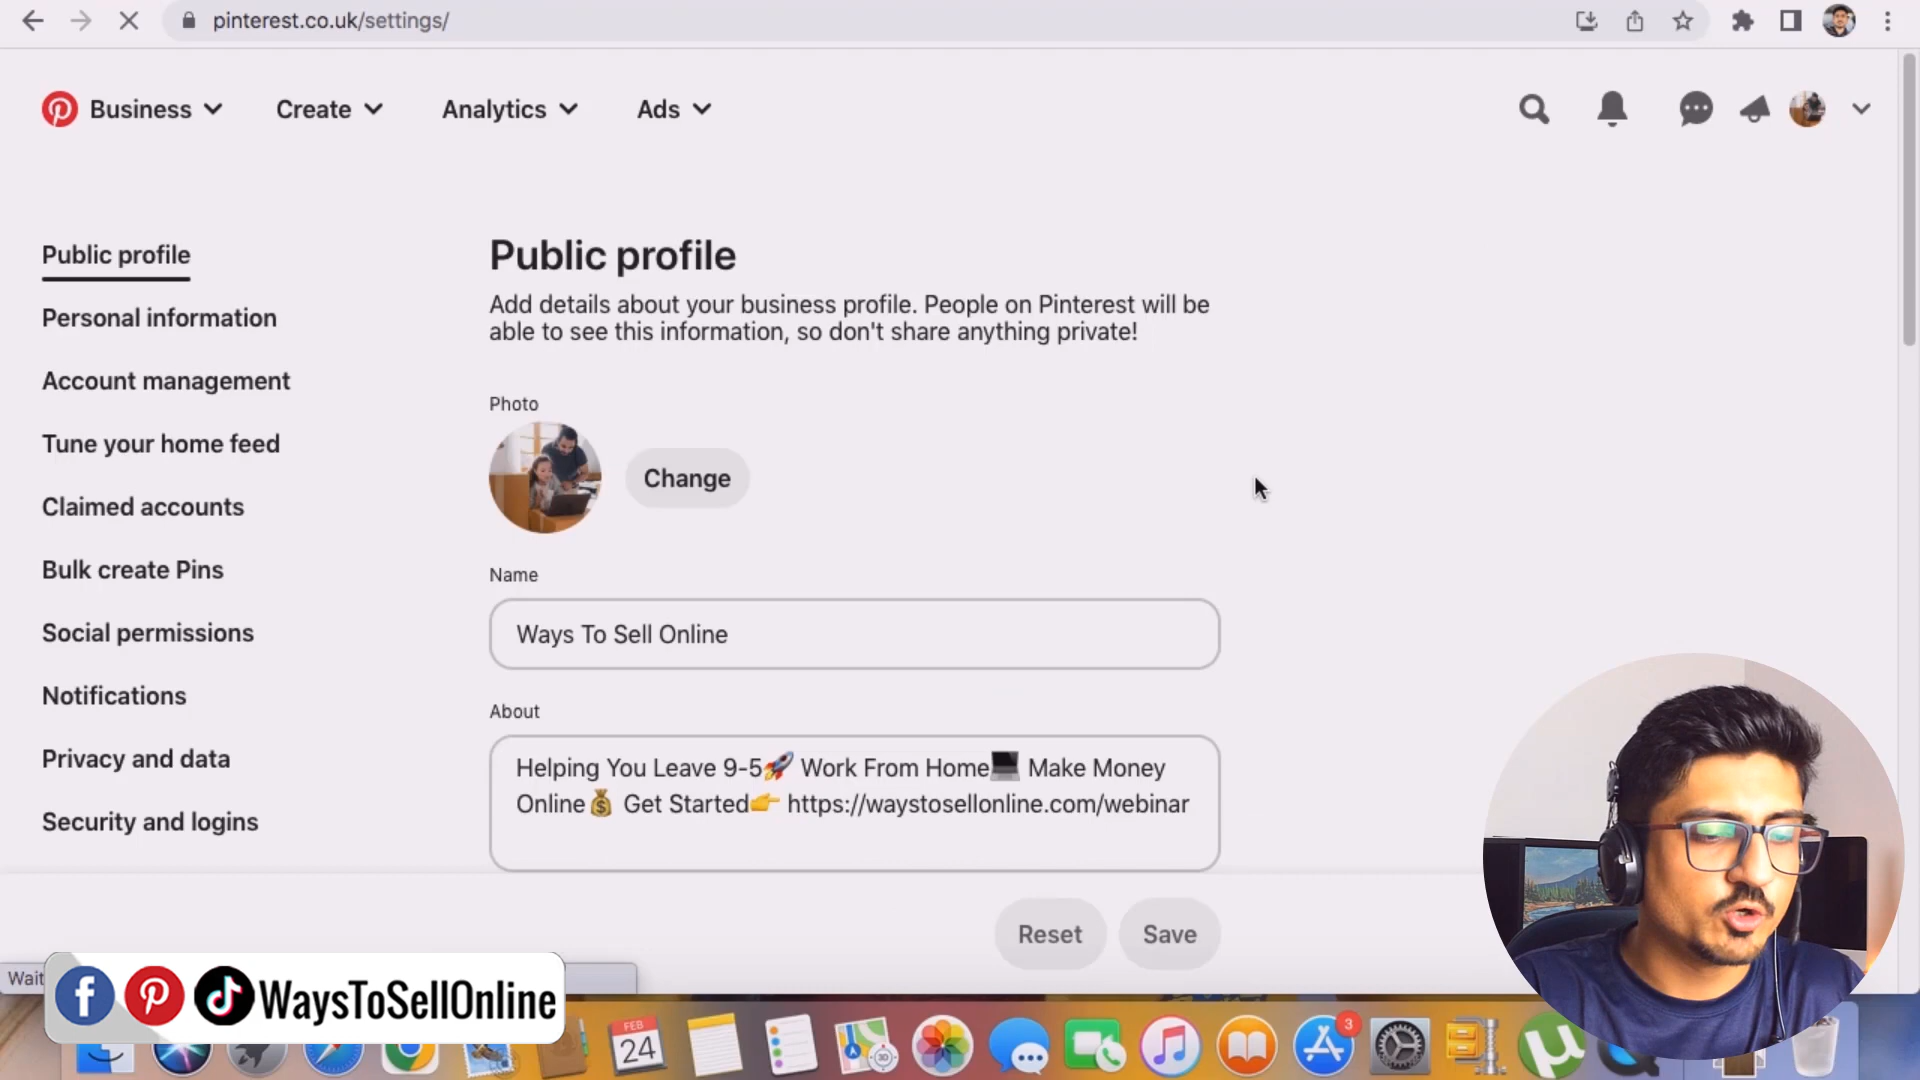 pinterest.co.uk/settings/
Business Create Analytics Ads
Public profile
Personal information
Account management
Tune your home feed
Claimed accounts
Bulk create Pins
Social permissions
Notifications
Privacy and data
Security and logins
Public profile
Add details about your business profile. People on Pinterest will be
able to see this information, so don't share anything private!
Photo
Change
Name
Ways To Sell Online
About
Helping You Leave 9-5🚀 Work From Home💻 Make Money
Online💰 Get Started👉 https://waystosellonline.com/webinar
Reset Save
Wait
WaysToSellOnline
FEB
24
3D
3